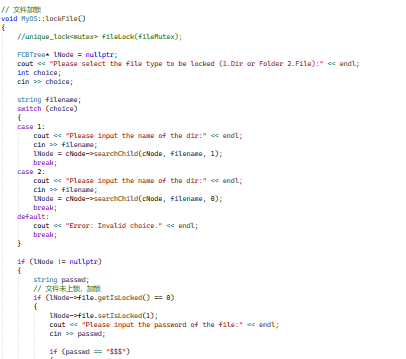 // 文件加锁
void MyOS::lockFile()
{
//unique_lock<mutex> fileLock(fileMutex);
FCBTree* lNode = nullptr;
cout << "Please select the file type to be locked (1.Dir or Folder 2.File):" << endl;
int choice;
cin >> choice;
string filename;
switch (choice)
{
case 1:
cout << "Please input the name of the dir:" << endl;
cin >> filename;
lNode = cNode->searchChild(cNode, filename, 1);
break;
case 2:
cout << "Please input the name of the dir:" << endl;
cin >> filename;
lNode = cNode->searchChild(cNode, filename, 0);
break;
default:
cout << "Error: Invalid choice." << endl;
break;
}
if (lNode != nullptr)
{
string passwd;
// 文件未上锁，加锁
if (lNode->file.getIsLocked() == 0)
{
lNode->file.setIsLocked(1);
cout << "Please input the password of the file:" << endl;
cin >> passwd;
if (passwd == "$$$")